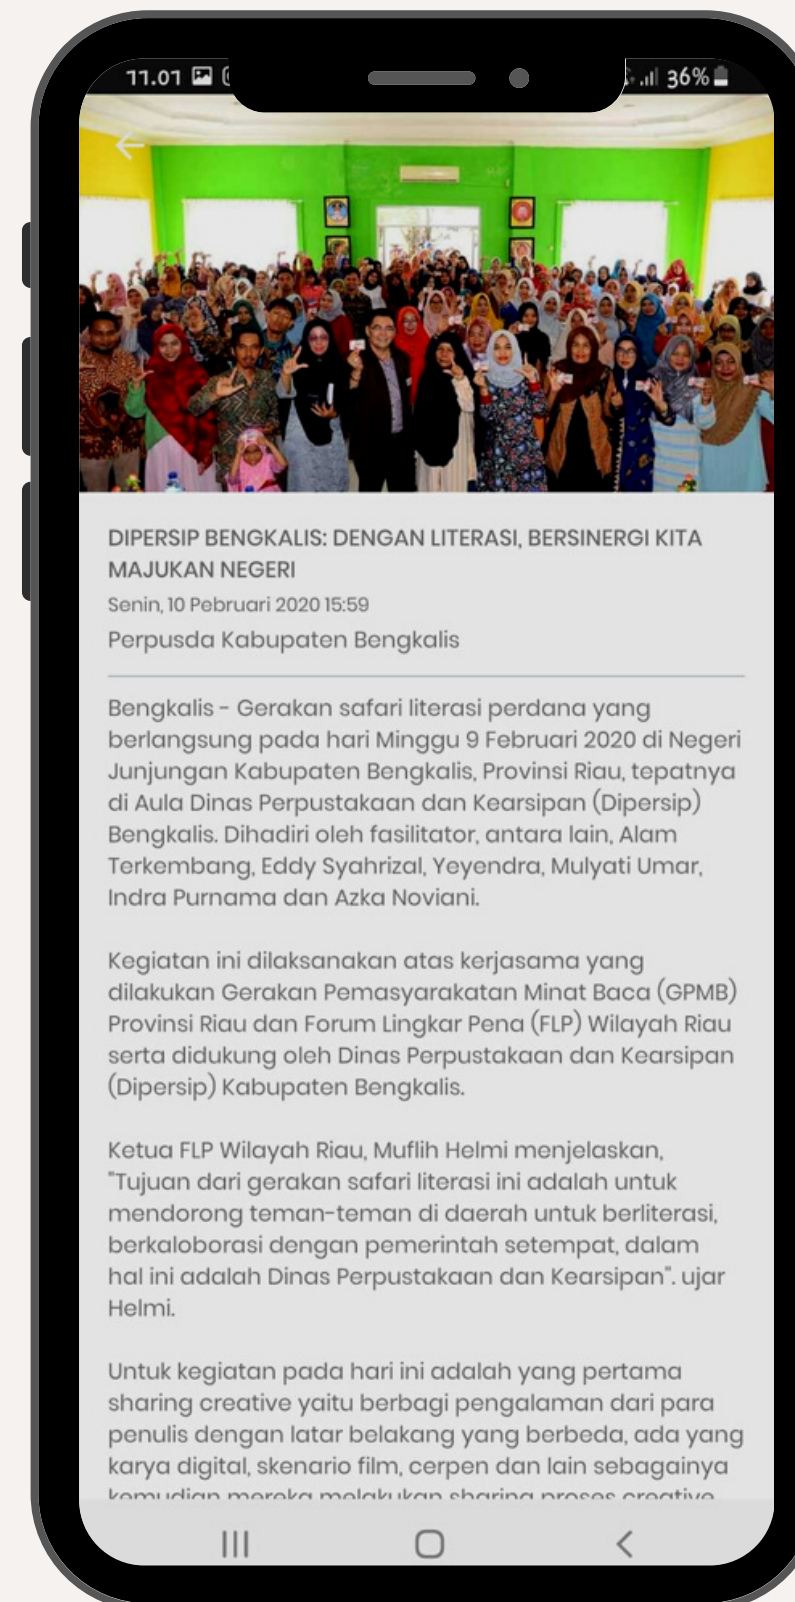 11.01
36%
DIPERSIP BENGKALIS: DENGAN LITERASI, BERSINERGI KITA
MAJUKAN NEGERI
Senin, 10 Pebruari 2020 15:59
Perpusda Kabupaten Bengkalis
Bengkalis - Gerakan safari literasi perdana yang
berlangsung pada hari Minggu 9 Februari 2020 di Negeri
Junjungan Kabupaten Bengkalis, Provinsi Riau, tepatnya
di Aula Dinas Perpustakaan dan Kearsipan (Dipersip)
Bengkalis. Dihadiri oleh fasilitator, antara lain, Alam
Terkembang, Eddy Syahrizal, Yeyendra, Mulyati Umar,
Indra Purnama dan Azka Noviani.
Kegiatan ini dilaksanakan atas kerjasama yang
dilakukan Gerakan Pemasyarakatan Minat Baca (GPMB)
Provinsi Riau dan Forum Lingkar Pena (FLP) Wilayah Riau
serta didukung oleh Dinas Perpustakaan dan Kearsipan
(Dipersip) Kabupaten Bengkalis.
Ketua FLP Wilayah Riau, Muflih Helmi menjelaskan,
"Tujuan dari gerakan safari literasi ini adalah untuk
mendorong teman-teman di daerah untuk berliterasi,
berkaloborasi dengan pemerintah setempat, dalam
hal ini adalah Dinas Perpustakaan dan Kearsipan". ujar
Helmi.
Untuk kegiatan pada hari ini adalah yang pertama
sharing creative yaitu berbagi pengalaman dari para
penulis dengan latar belakang yang berbeda, ada yang
karya digital, skenario film, cerpen dan lain sebagainya
kemudian mereka melakukan sharing proses creative